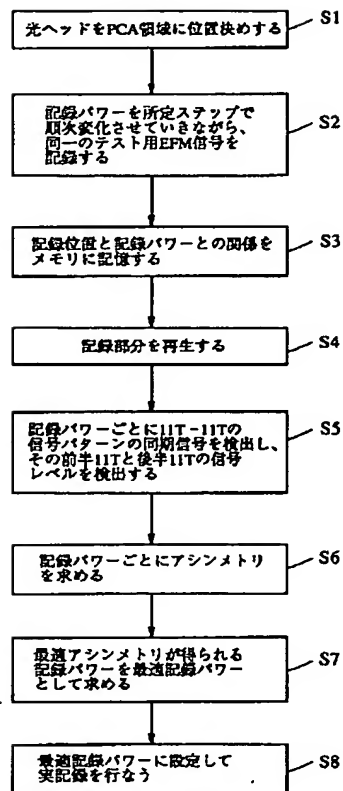 光ヘッドをPCA領域に位置決めする
S1
記録パワーを所定ステップで
順次変化させていきながら、
同一のテスト用EFM信号を
記録する
S2
記録位置と記録パワーとの関係を
メモリに記憶する
S3
記録部分を再生する
S4
記録パワーごとに11T-11Tの
信号パターンの同期信号を検出し、
その前半11Tと後半11Tの信号
レベルを検出する
S5
記録パワーごとにアシンメトリ
を求める
S6
最適アシンメトリが得られる
記録パワーを最適記録パワー
として求める
S7
最適記録パワーに設定して
実記録を行なう
S8